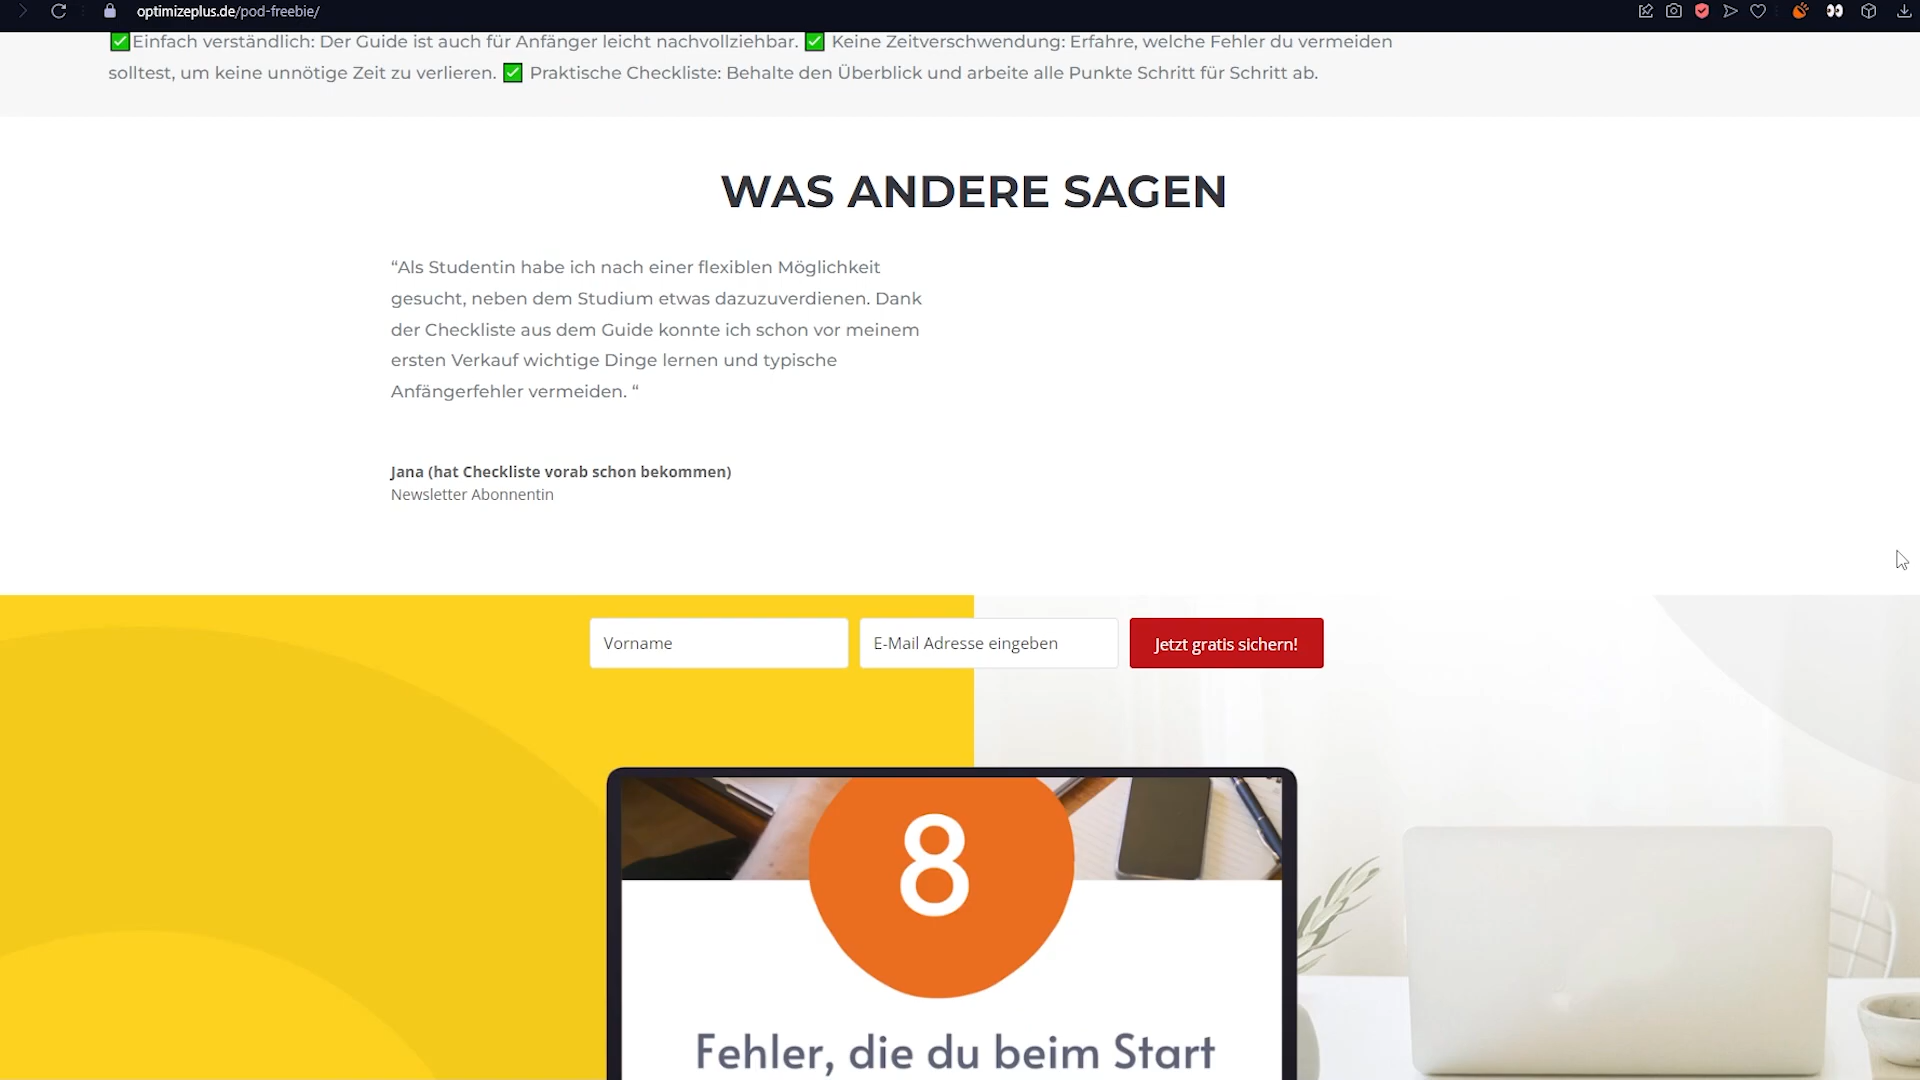 optimizeplus.de/pod-freebie/
✅Einfach verständlich: Der Guide ist auch für Anfänger leicht nachvollziehbar. ✅ Keine Zeitverschwendung: Erfahre, welche Fehler du vermeiden
solltest, um keine unnötige Zeit zu verlieren. ✅ Praktische Checkliste: Behalte den Überblick und arbeite alle Punkte Schritt für Schritt ab.
WAS ANDERE SAGEN
“Als Studentin habe ich nach einer flexiblen Möglichkeit
gesucht, neben dem Studium etwas dazuzuverdienen. Dank
der Checkliste aus dem Guide konnte ich schon vor meinem
ersten Verkauf wichtige Dinge lernen und typische
Anfängerfehler vermeiden. “
Jana (hat Checkliste vorab schon bekommen)
Newsletter Abonnentin
Vorname
E-Mail Adresse eingeben
Jetzt gratis sichern!
8
Fehler, die du beim Start